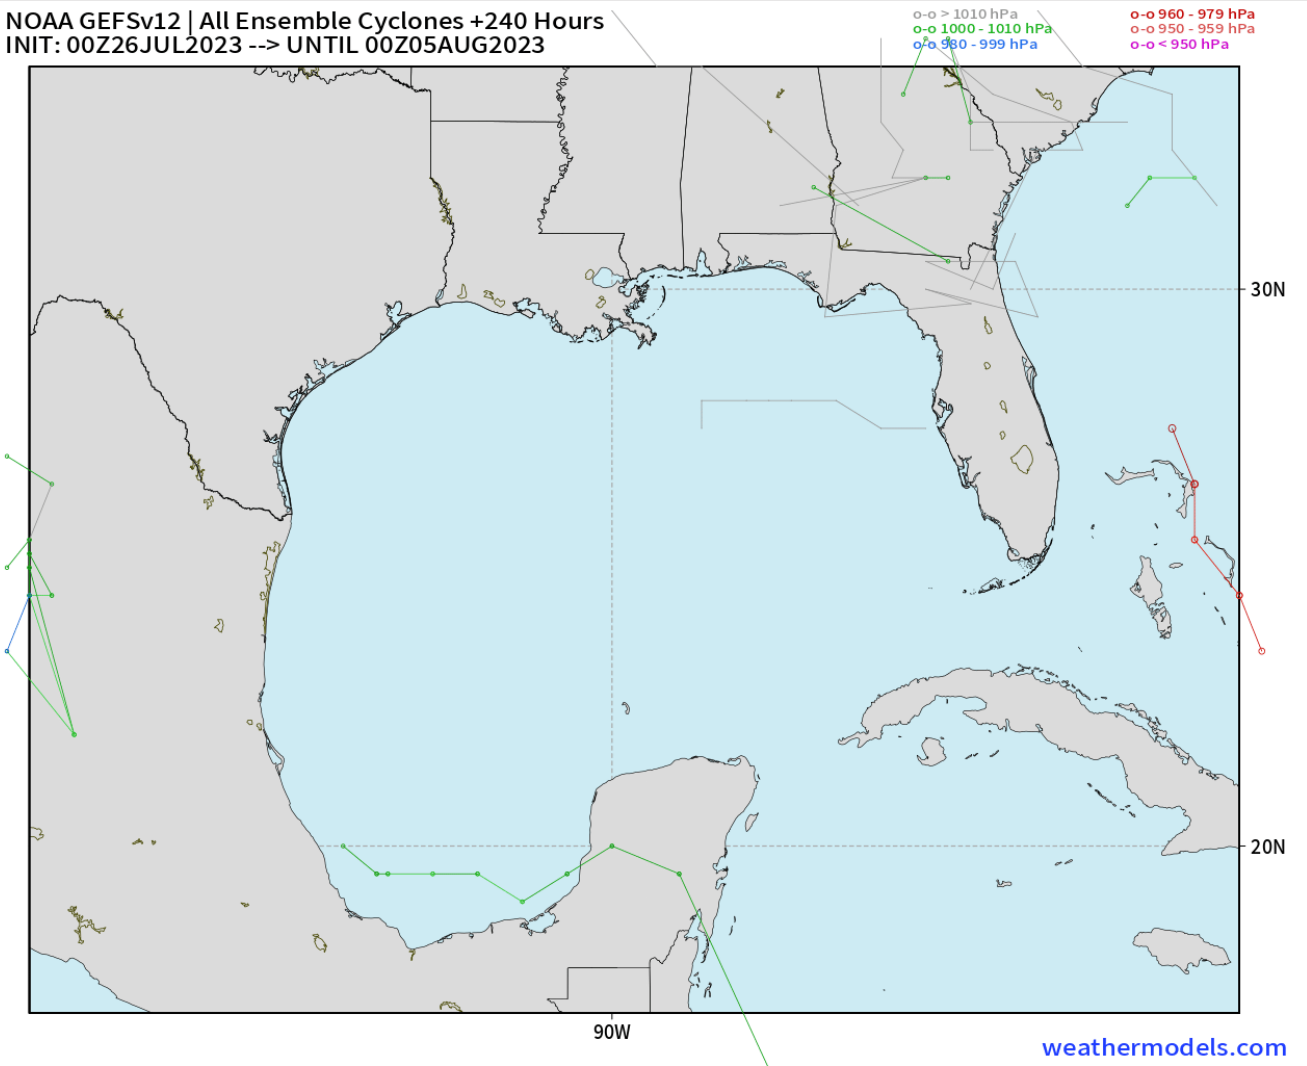 NOAA GEFSv12 | All Ensemble Cyclones +240 Hours
INIT: 00Z26JUL2023 --> UNTIL 00Z05AUG2023
o-o > 1010 hPa
o-o 1000 - 1010 hPa
o-o 980 - 999 hPa
o-o 960 - 979 hPa
o-o 950 - 959 hPa
o-o < 950 hPa
30N
20N
90W
weathermodels.com